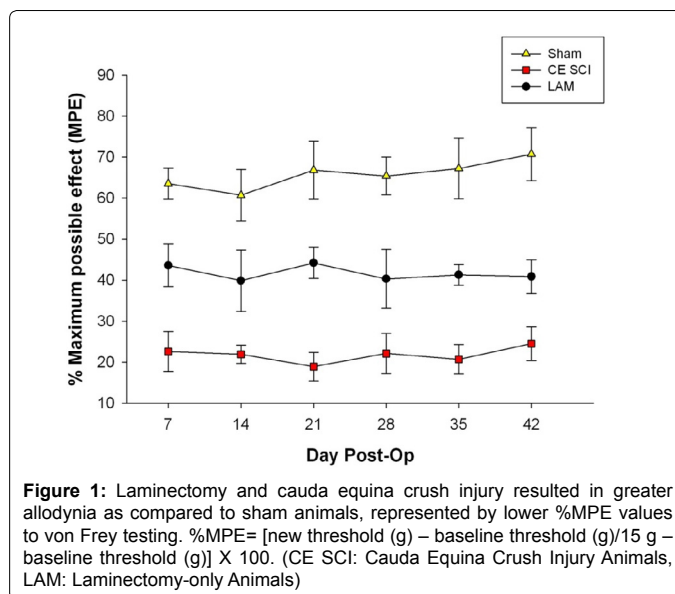 Sham
CE SCI
LAM
90
80
70
60
50
40
30
20
10
% Maximum possible effect (MPE)
7 14 21 28 35 42
Day Post-Op
Figure 1: Laminectomy and cauda equina crush injury resulted in greater
allodynia as compared to sham animals, represented by lower %MPE values
to von Frey testing. %MPE= [new threshold (g) – baseline threshold (g)/15 g –
baseline threshold (g)] X 100. (CE SCI: Cauda Equina Crush Injury Animals,
LAM: Laminectomy-only Animals)